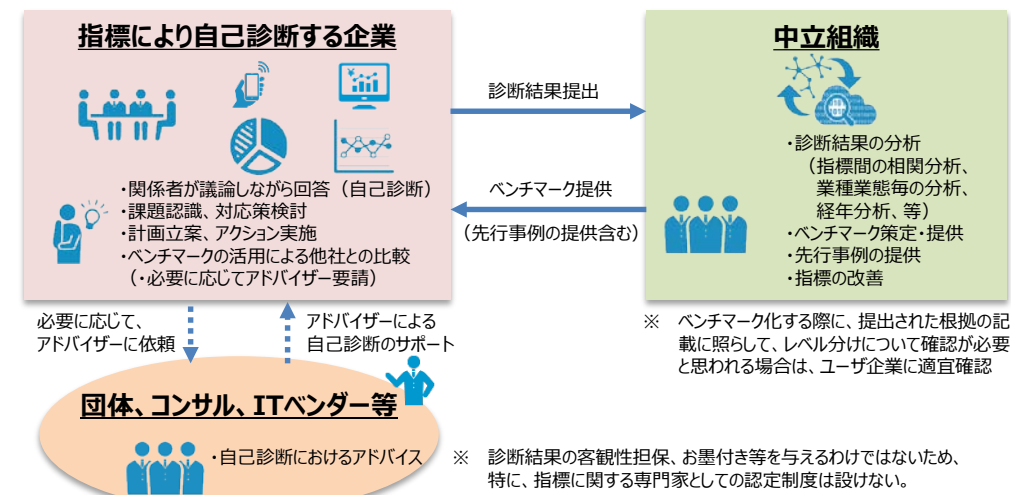 指標により自己診断する企業
・関係者が議論しながら回答（自己診断）
・課題認識、対応策検討
・計画立案、アクション実施
・ベンチマークの活用による他社との比較
（・必要に応じてアドバイザー要請）
診断結果提出
ベンチマーク提供
（先行事例の提供含む）
中立組織
・診断結果の分析
（指標間の相関分析、
業種業態毎の分析、
経年分析、等）
・ベンチマーク策定・提供
・先行事例の提供
・指標の改善
必要に応じて、
アドバイザーに依頼
アドバイザーによる
自己診断のサポート
※ ベンチマーク化する際に、提出された根拠の記
載に照らして、レベル分けについて確認が必要
と思われる場合は、ユーザ企業に適宜確認
団体、コンサル、ITベンダー等
・自己診断におけるアドバイス
※ 診断結果の客観性担保、お墨付き等を与えるわけではないため、
特に、指標に関する専門家としての認定制度は設けない。